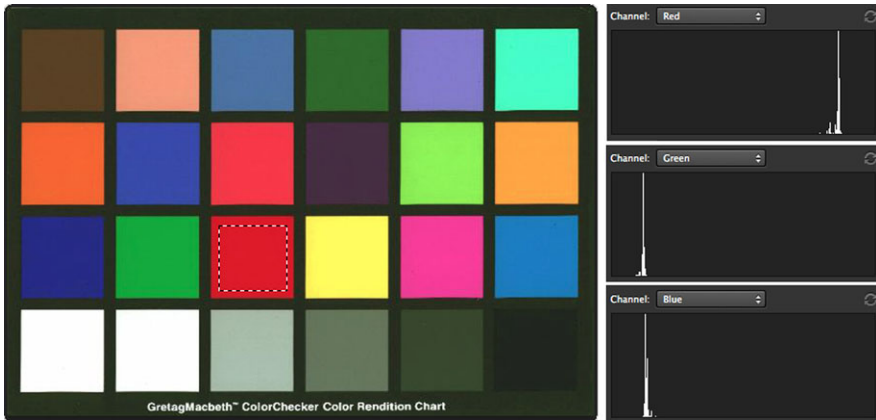 Channel: Red
Channel: Green
Channel: Blue
GretagMacbeth™ ColorChecker Color Rendition Chart